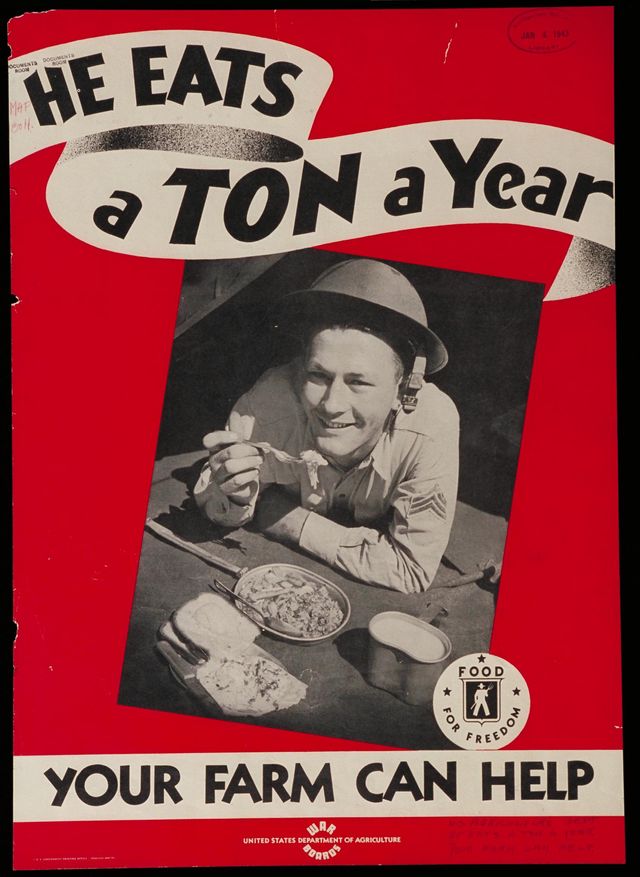 DOCUMENTS
ROOM
DOCUMENTS
ROOM
JAN 4 1943
LIBRARY
HE EATS
a TON a Year
FOOD
FOR FREEDOM
YOUR FARM CAN HELP
WAR
UNITED STATES DEPARTMENT OF AGRICULTURE
BOARDS